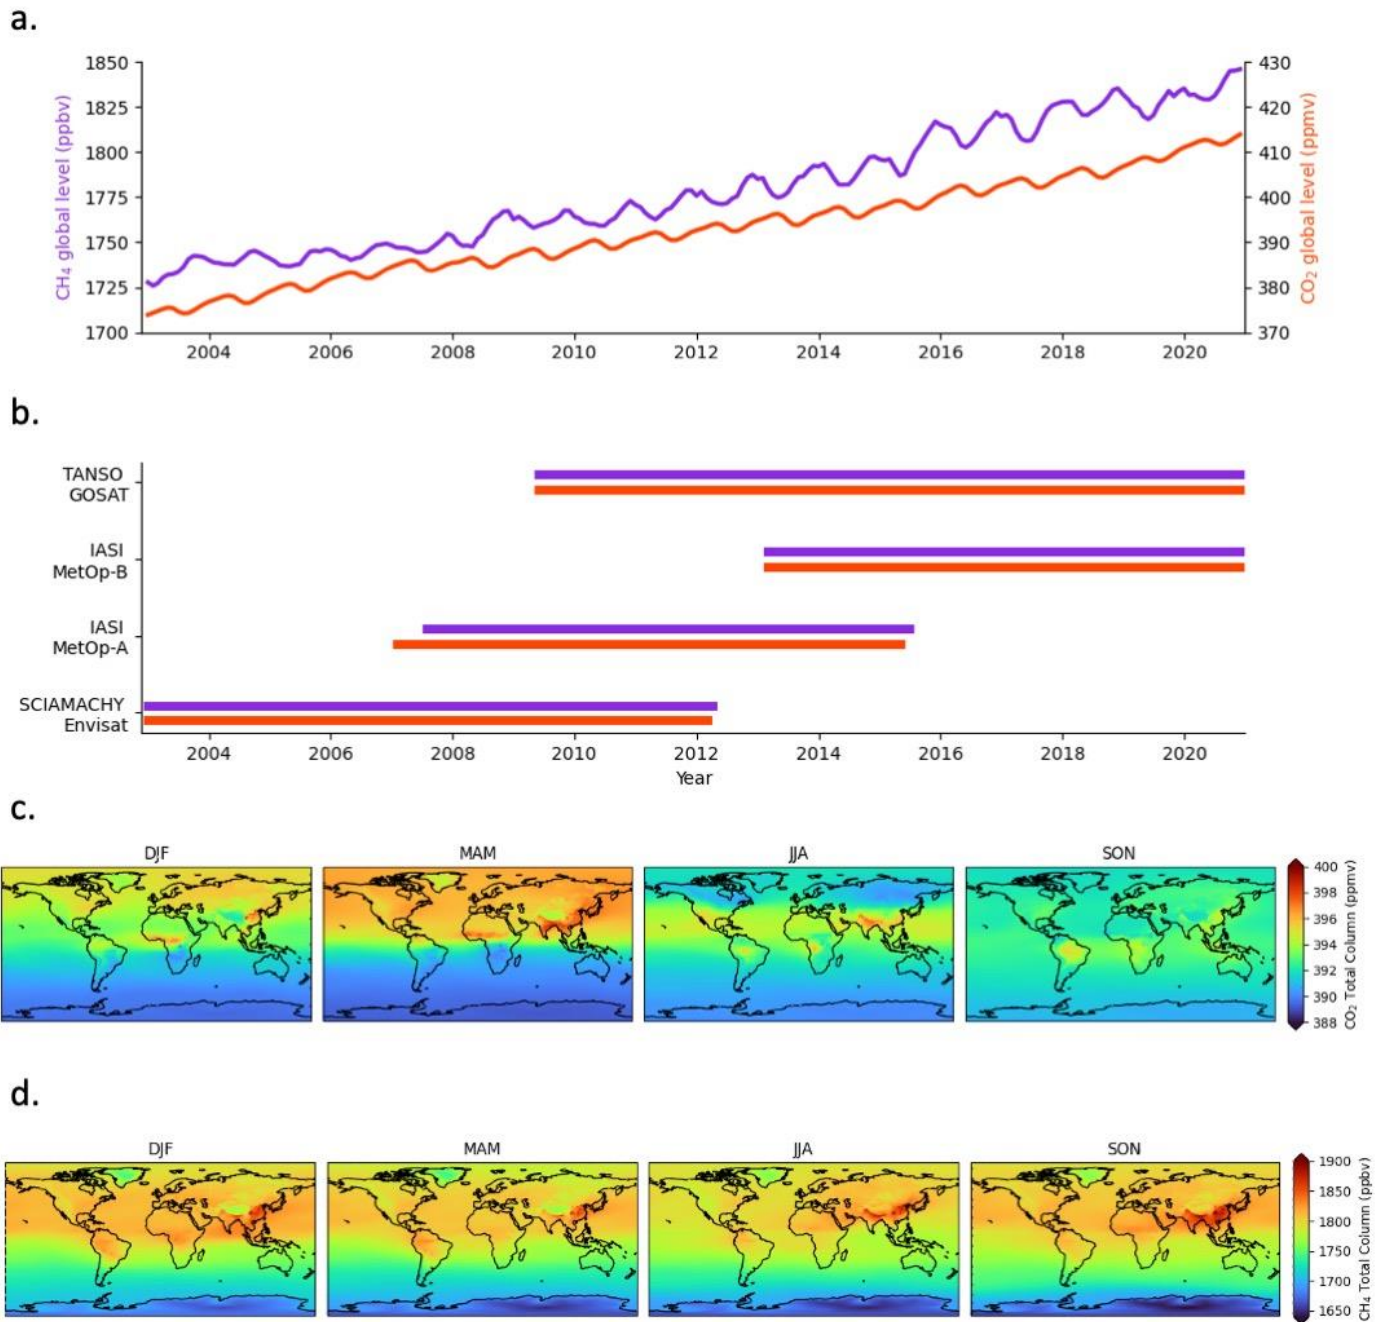 a.
1850
1825
1800
1775
1750
1725
1700
CH₄ global level (ppbv)
430
420
410
400
390
380
370
CO₂ global level (ppmv)
2004 2006 2008 2010 2012 2014 2016 2018 2020
b.
TANSO
GOSAT
IASI
MetOp-B
IASI
MetOp-A
SCIAMACHY
Envisat
2004 2006 2008 2010 2012 2014 2016 2018 2020
Year
c.
DJF MAM JJA SON
400
398
396
394
392
390
388
CO₂ Total Column (ppmv)
d.
DJF MAM JJA SON
1900
1850
1800
1750
1700
1650
CH₄ Total Column (ppbv)